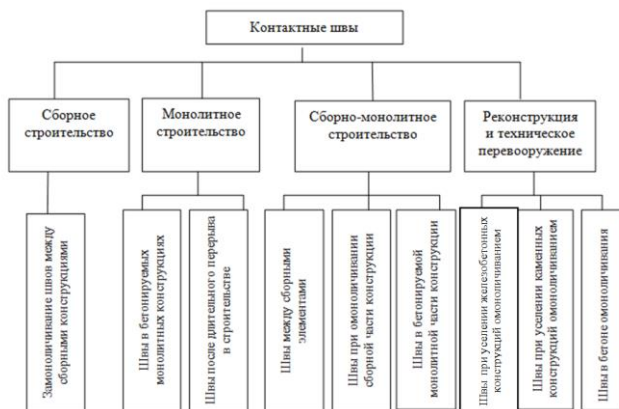 Контактные швы
Сборное
строительство
Монолитное
строительство
Сборно-монолитное
строительство
Реконструкция
и техническое
перевооружение
Замоноличивание швов между
сборными конструкциями
Швы в бетонируемых
монолитных конструкциях
Швы после длительного перерыва
в строительстве
Швы между сборными
элементами
Швы при омоноличивании
сборной части конструкции
Швы в бетонируемой
монолитной части конструкции
Швы при уселении железобетонных
конструкций омоноличиванием
Швы при уселении каменных
конструкций омоноличиванием
Швы в бетоне омоноличивания